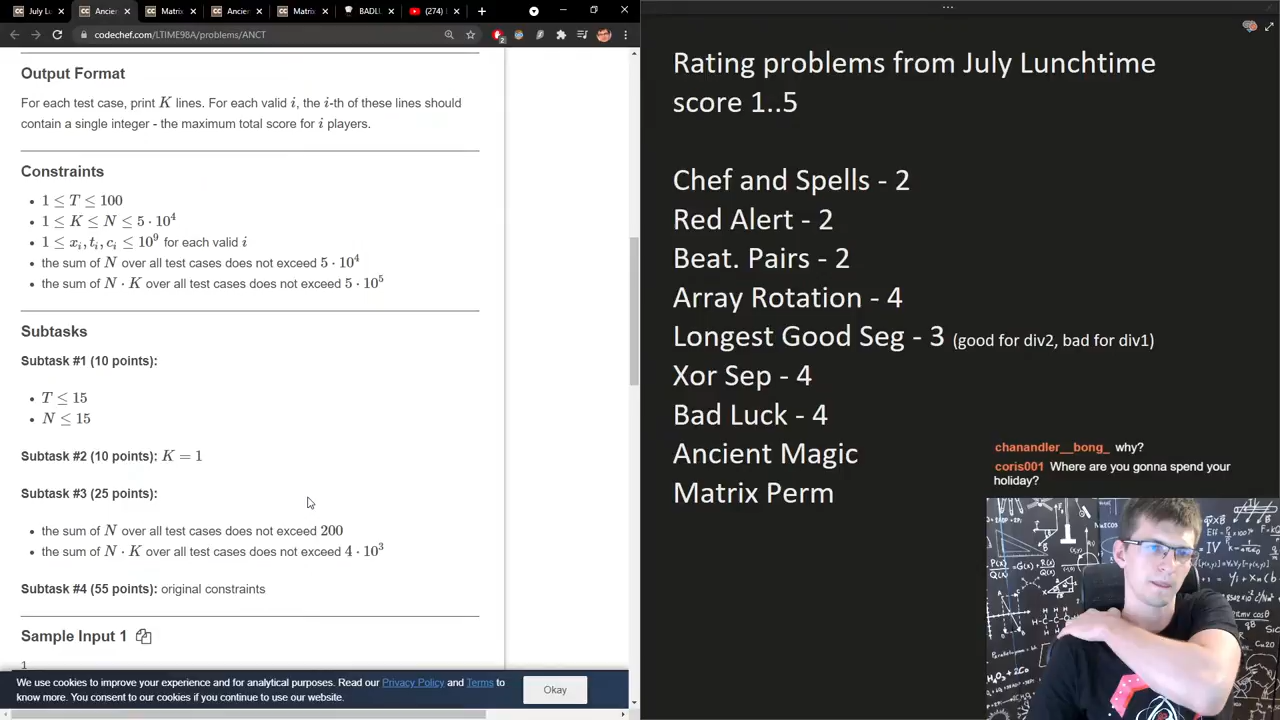 July L
Ancie
Matrix
Ancie
Matrix
BADL
(274)
codechef.com/LTIME98A/problems/ANCT
Output Format
For each test case, print K lines. For each valid i, the i-th of these lines should
contain a single integer - the maximum total score for i players.
Constraints
1 ≤ T ≤ 100
1 ≤ K ≤ N ≤ 5 · 10^4
1 ≤ x_i, t_i, c_i ≤ 10^9 for each valid i
the sum of N over all test cases does not exceed 5 · 10^4
the sum of N · K over all test cases does not exceed 5 · 10^5
Subtasks
Subtask #1 (10 points):
T ≤ 15
N ≤ 15
Subtask #2 (10 points): K = 1
Subtask #3 (25 points):
the sum of N over all test cases does not exceed 200
the sum of N · K over all test cases does not exceed 4 · 10^3
Subtask #4 (55 points): original constraints
Sample Input 1
1
We use cookies to improve your experience and for analytical purposes. Read our Privacy Policy and Terms to
know more. You consent to our cookies if you continue to use our website.
Okay
Rating problems from July Lunchtime
score 1..5
Chef and Spells - 2
Red Alert - 2
Beat. Pairs - 2
Array Rotation - 4
Longest Good Seg - 3 (good for div2, bad for div1)
Xor Sep - 4
Bad Luck - 4
Ancient Magic
Matrix Perm
chanandler__bong_ why?
coris001 Where are you gonna spend your
holiday?